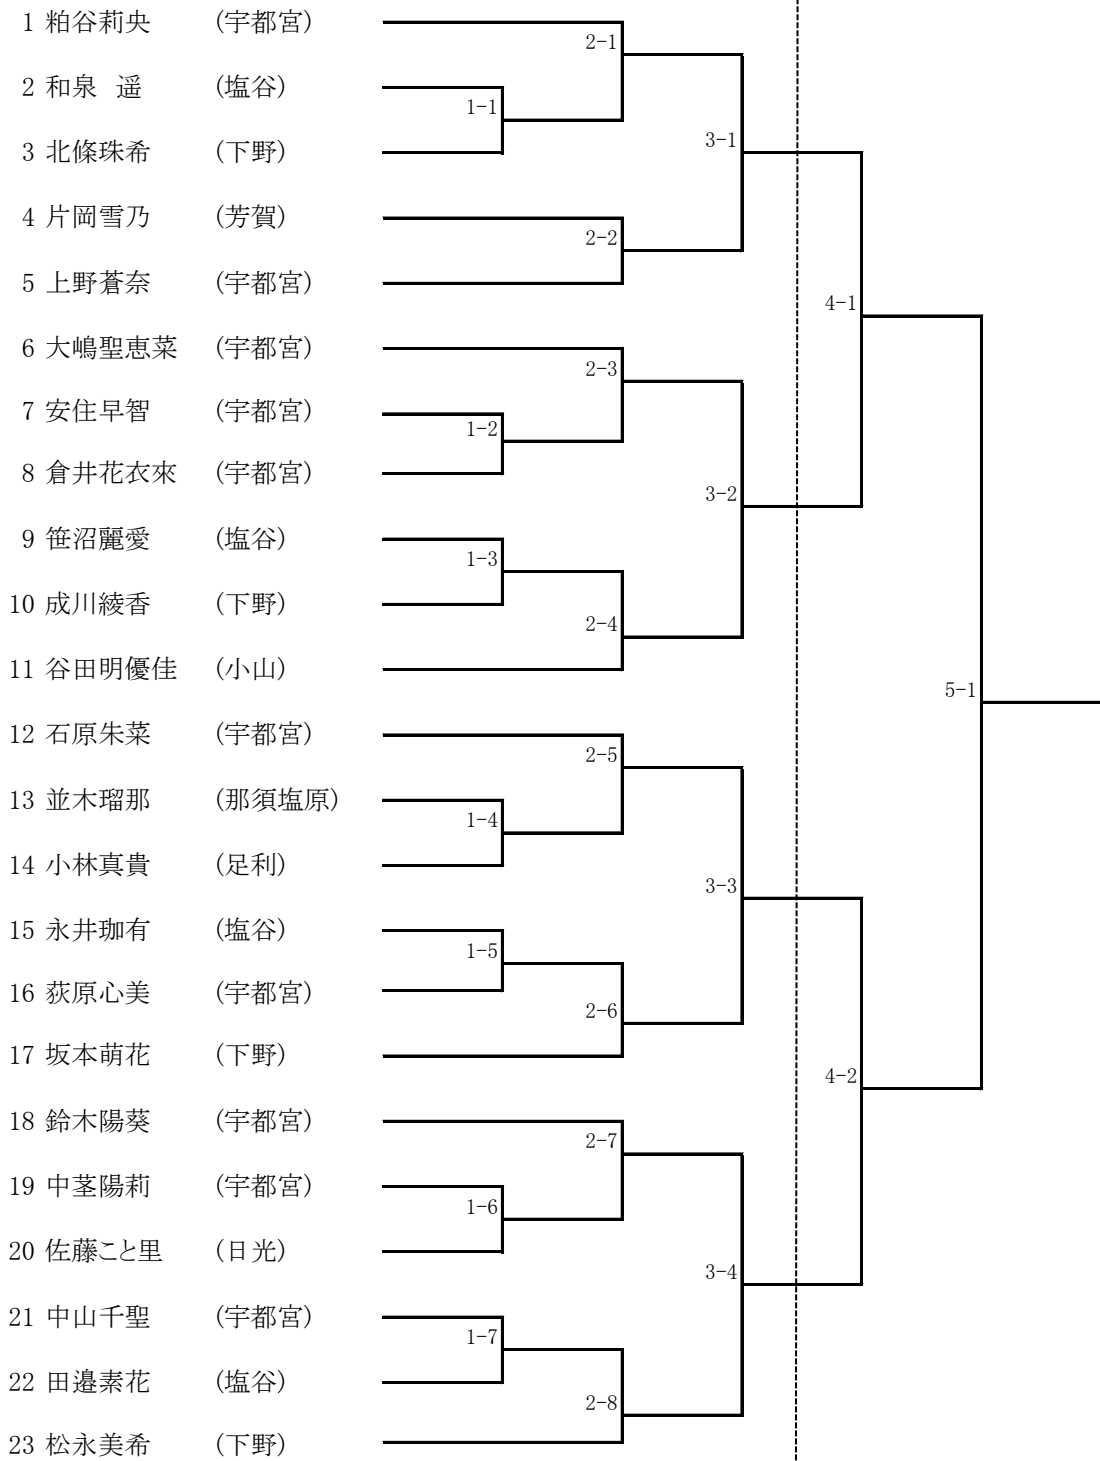 1 粕谷莉央 (宇都宮)
2-1
2 和泉 遥 (塩谷)
1-1
3-1
3 北條珠希 (下野)
4 片岡雪乃 (芳賀)
2-2
5 上野蒼奈 (宇都宮)
4-1
6 大嶋聖恵菜 (宇都宮)
2-3
7 安住早智 (宇都宮)
1-2
8 倉井花衣來 (宇都宮)
3-2
9 笹沼麗愛 (塩谷)
1-3
10 成川綾香 (下野)
2-4
11 谷田明優佳 (小山)
5-1
12 石原朱菜 (宇都宮)
2-5
13 並木瑠那 (那須塩原)
1-4
14 小林真貴 (足利)
3-3
15 永井珈有 (塩谷)
1-5
16 荻原心美 (宇都宮)
2-6
17 坂本萌花 (下野)
4-2
18 鈴木陽葵 (宇都宮)
2-7
19 中茎陽莉 (宇都宮)
1-6
20 佐藤こと里 (日光)
3-4
21 中山千聖 (宇都宮)
1-7
22 田邉素花 (塩谷)
2-8
23 松永美希 (下野)